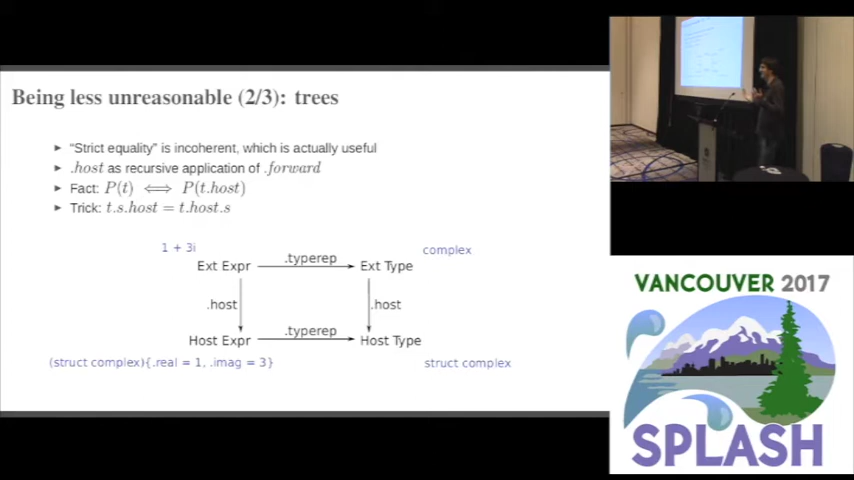 Being less unreasonable (2/3): trees
► “Strict equality” is incoherent, which is actually useful
► .host as recursive application of .forward
► Fact: P(t) ⟺ P(t.host)
► Trick: t.s.host = t.host.s
1 + 3i
complex
.typerep
Ext Expr
Ext Type
.host
.host
.typerep
Host Expr
Host Type
(struct complex){.real = 1, .imag = 3}
struct complex
VANCOUVER 2017
SPLASH